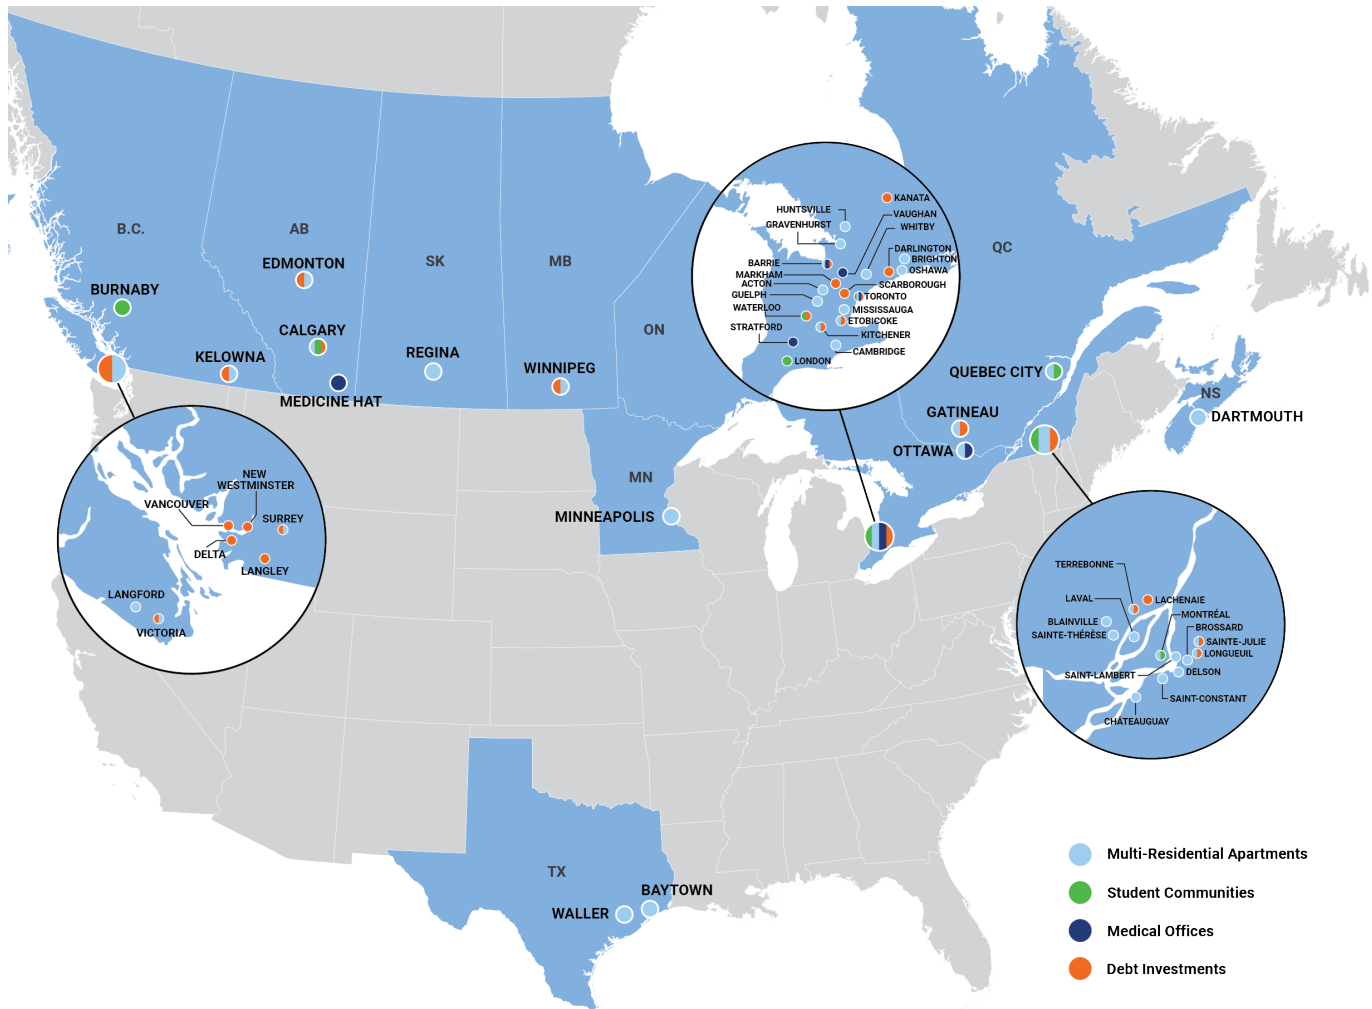 B.C.
AB
SK
MB
ON
QC
NS
MN
TX
EDMONTON
BURNABY
CALGARY
KELOWNA
REGINA
WINNIPEG
MEDICINE HAT
MINNEAPOLIS
QUEBEC CITY
GATINEAU
OTTAWA
DARTMOUTH
BAYTOWN
WALLER
KANATA
HUNTSVILLE
VAUGHAN
GRAVENHURST
WHITBY
DARLINGTON
BRIGHTON
BARRIE
OSHAWA
MARKHAM
ACTON
SCARBOROUGH
GUELPH
TORONTO
WATERLOO
MISSISSAUGA
ETOBICOKE
STRATFORD
KITCHENER
CAMBRIDGE
LONDON
NEW
WESTMINSTER
VANCOUVER
SURREY
DELTA
LANGLEY
LANGFORD
VICTORIA
TERREBONNE
LAVAL
LACHENAIE
MONTRÉAL
BLAINVILLE
BROSSARD
SAINTE-THÉRÈSE
SAINTE-JULIE
LONGUEUIL
SAINT-LAMBERT
DELSON
SAINT-CONSTANT
CHÂTEAUGUAY
Multi-Residential Apartments
Student Communities
Medical Offices
Debt Investments